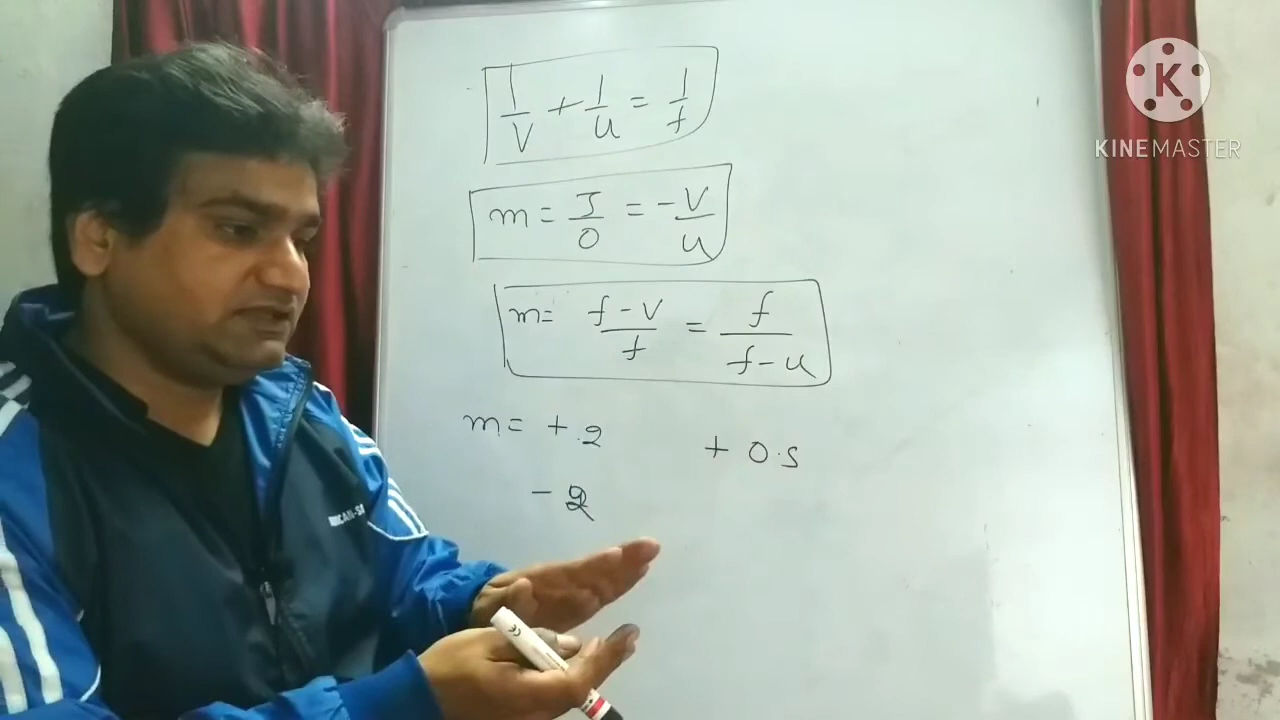 1/V + 1/u = 1/f
m = I/O = -V/u
m = f-v/f = f/f-u
m = +.2 + 0.5
- 2
K
KINEMASTER